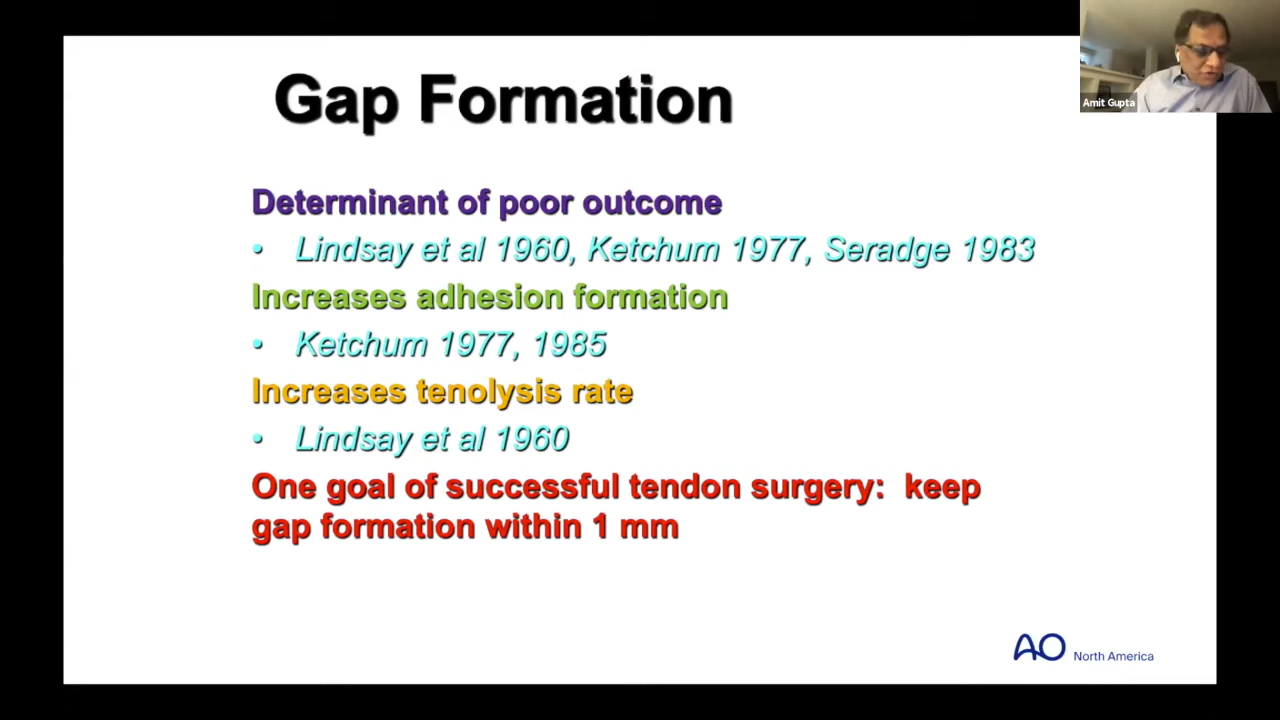 Gap Formation
Amit Gupta
Determinant of poor outcome
• Lindsay et al 1960, Ketchum 1977, Seradge 1983
Increases adhesion formation
• Ketchum 1977, 1985
Increases tenolysis rate
• Lindsay et al 1960
One goal of successful tendon surgery: keep
gap formation within 1 mm
AO North America